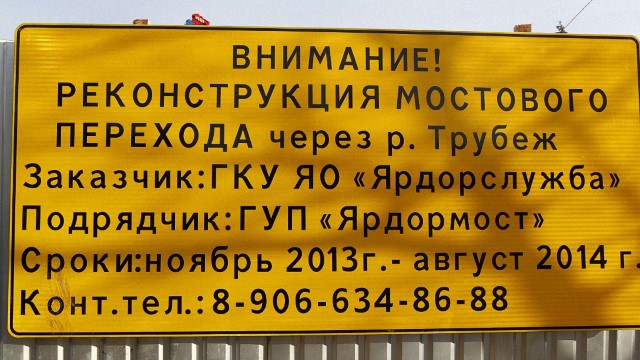 ВНИМАНИЕ!
РЕКОНСТРУКЦИЯ МОСТОВОГО
ПЕРЕХОДА через р. Трубеж
Заказчик:ГКУ ЯО «Ярдорслужба»
Подрядчик:ГУП «Ярдормост»
Сроки:ноябрь 2013г.- август 2014 г.
Конт.тел.:8-906-634-86-88